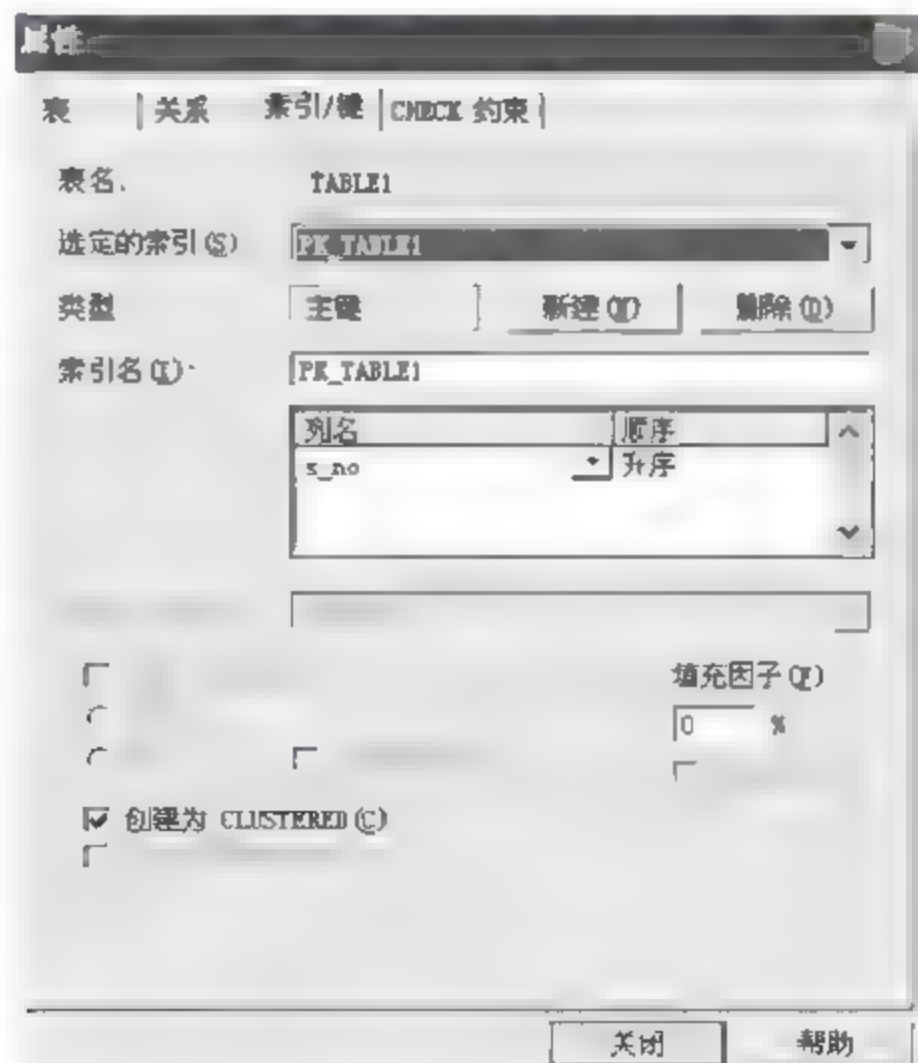 属性
表 关系 索引/键 CHECK 约束
表名: TABLE1
选定的索引(S) PK_TABLE1
类型 主键 新建(N) 删除(D)
索引名(I): PK_TABLE1
列名 顺序
s_no 升序
填充因子(F)
0 %
创建为 CLUSTERED(C)
关闭 帮助